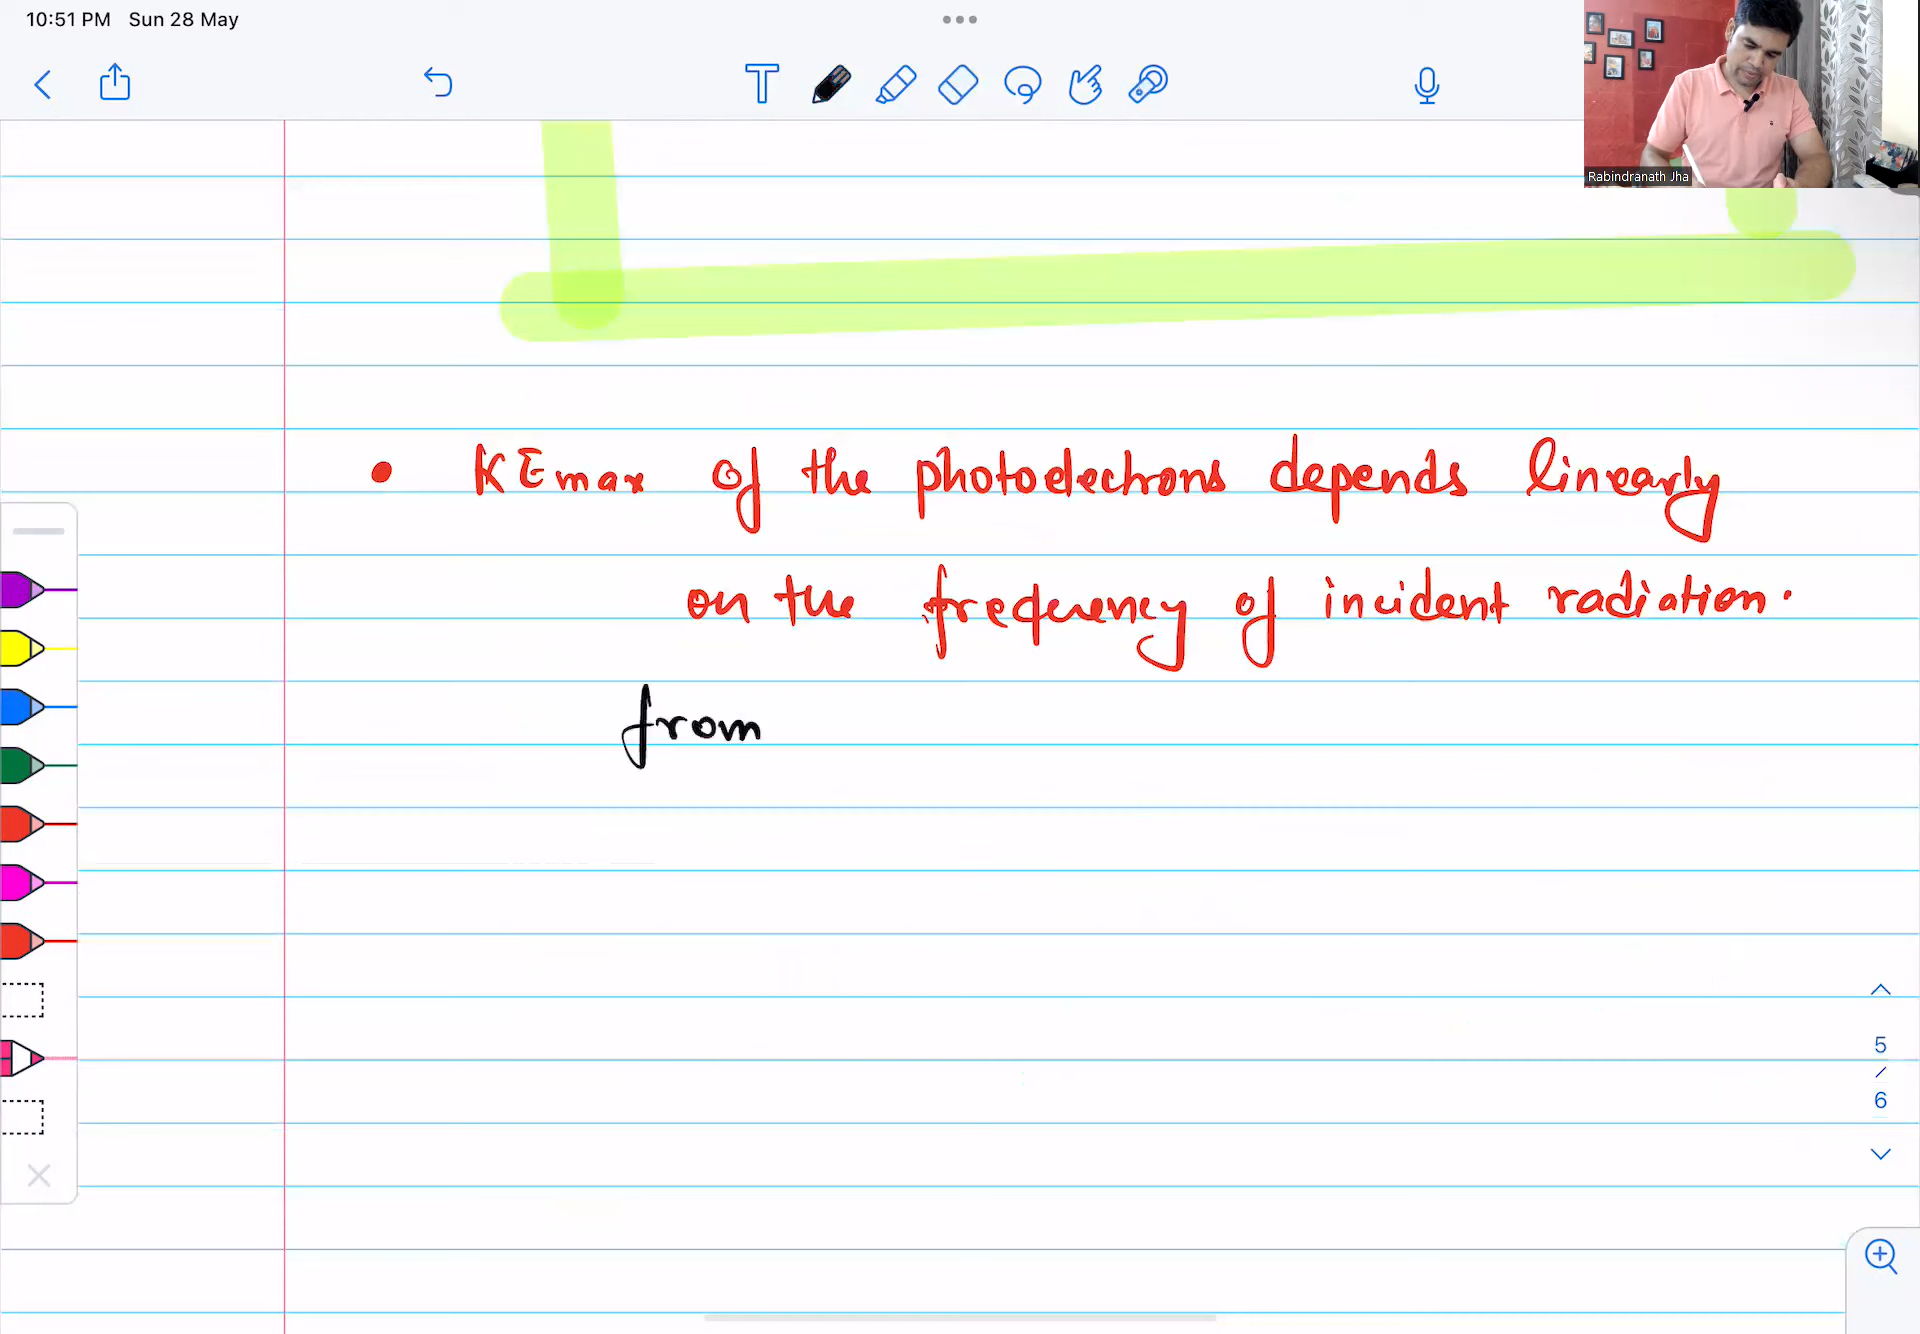 10:51 PM Sun 28 May
Rabindranath Jha
• KEmax of the photoelectrons depends linearly
on the frequency of incident radiation.
from
5
/
6